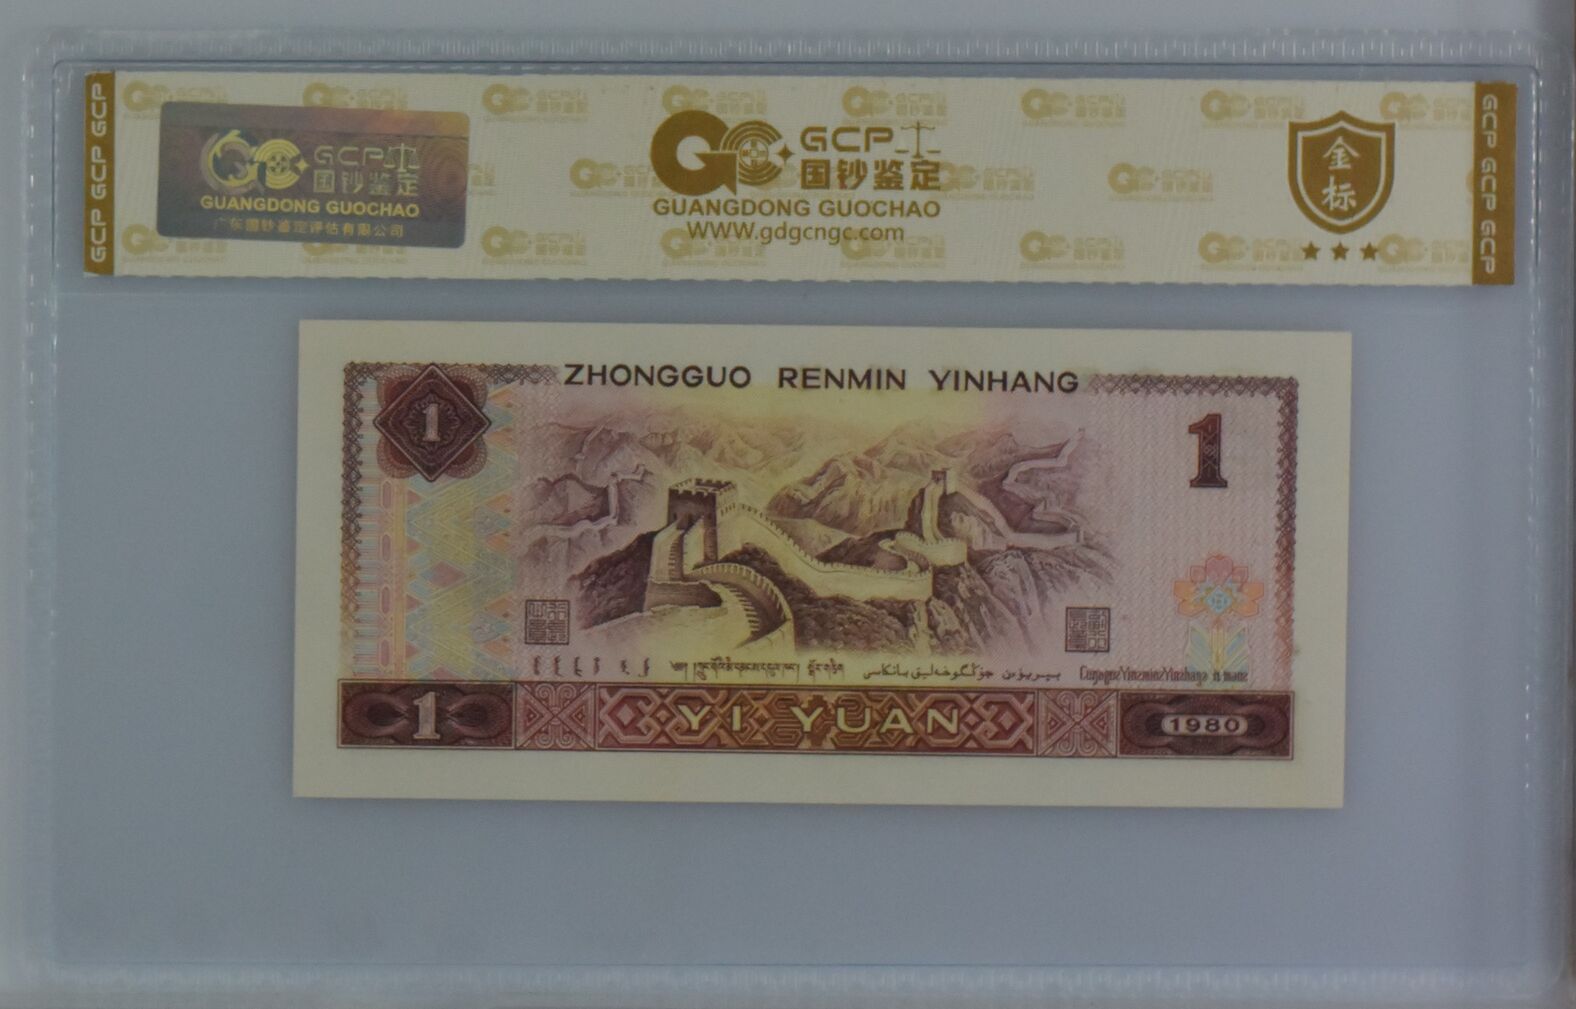 GCP GCP GCP
GCP 国钞鉴定
GUANGDONG GUOCHAO
广东国钞鉴定评估有限公司
GCP
国钞鉴定
GUANGDONG GUOCHAO
WWW.gdgcngc.com
金标
GCP GCP GCP
ZHONGGUO RENMIN YINHANG
1
1
1
YI YUAN
1980